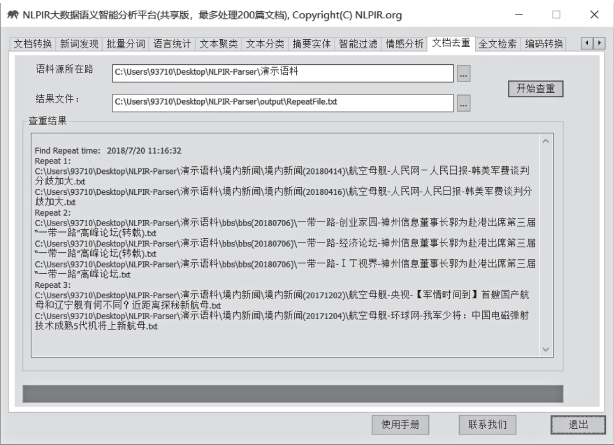 NLPIR大数据语义智能分析平台(共享版，最多处理200篇文档), Copyright(C) NLPIR.org
文档转换 新词发现 批量分词 语言统计 文本聚类 文本分类 摘要实体 智能过滤 情感分析 文档去重 全文检索 编码转换
语料源所在路 C:\Users\93710\Desktop\NLPIR-Parser\演示语料 ...
开始查重
结果文件： C:\Users\93710\Desktop\NLPIR-Parser\output\RepeatFile.txt ...
查重结果
Find Repeat time: 2018/7/20 11:16:32
Repeat 1:
C:\Users\93710\Desktop\NLPIR-Parser\演示语料\境内新闻\境内新闻(20180414)\航空母舰-人民网－人民日报-韩美军费谈判
分歧加大.txt
C:\Users\93710\Desktop\NLPIR-Parser\演示语料\境内新闻\境内新闻(20180416)\航空母舰-人民网-人民日报-韩美军费谈判分
歧加大.txt
Repeat 2:
C:\Users\93710\Desktop\NLPIR-Parser\演示语料\bbs\bbs(20180706)\一带一路-创业家园-神州信息董事长郭为赴港出席第三届
“一带一路”高峰论坛(转载).txt
C:\Users\93710\Desktop\NLPIR-Parser\演示语料\bbs\bbs(20180706)\一带一路-经济论坛-神州信息董事长郭为赴港出席第三届
“一带一路”高峰论坛(转载).txt
C:\Users\93710\Desktop\NLPIR-Parser\演示语料\bbs\bbs(20180706)\一带一路-ＩＴ视界-神州信息董事长郭为赴港出席第三届
“一带一路”高峰论坛.txt
Repeat 3:
C:\Users\93710\Desktop\NLPIR-Parser\演示语料\境内新闻\境内新闻(20171202)\航空母舰-央视-【军情时间到】首艘国产航
母和辽宁舰有何不同？近距离探秘新航母.txt
C:\Users\93710\Desktop\NLPIR-Parser\演示语料\境内新闻\境内新闻(20171204)\航空母舰-环球网-我军少将：中国电磁弹射
技术成熟5代机将上新航母.txt
使用手册 联系我们 退出